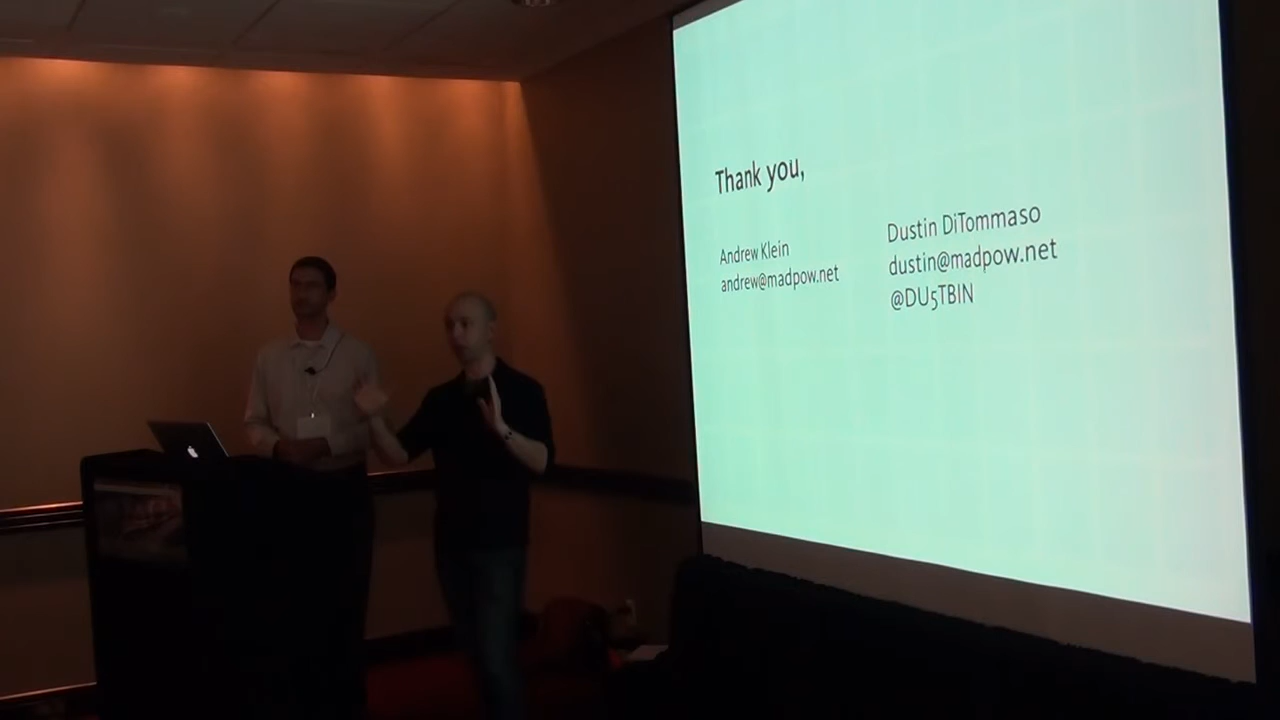 Thank you,
Andrew Klein
andrew@madpow.net
Dustin DiTommaso
dustin@madpow.net
@DU5TBIN